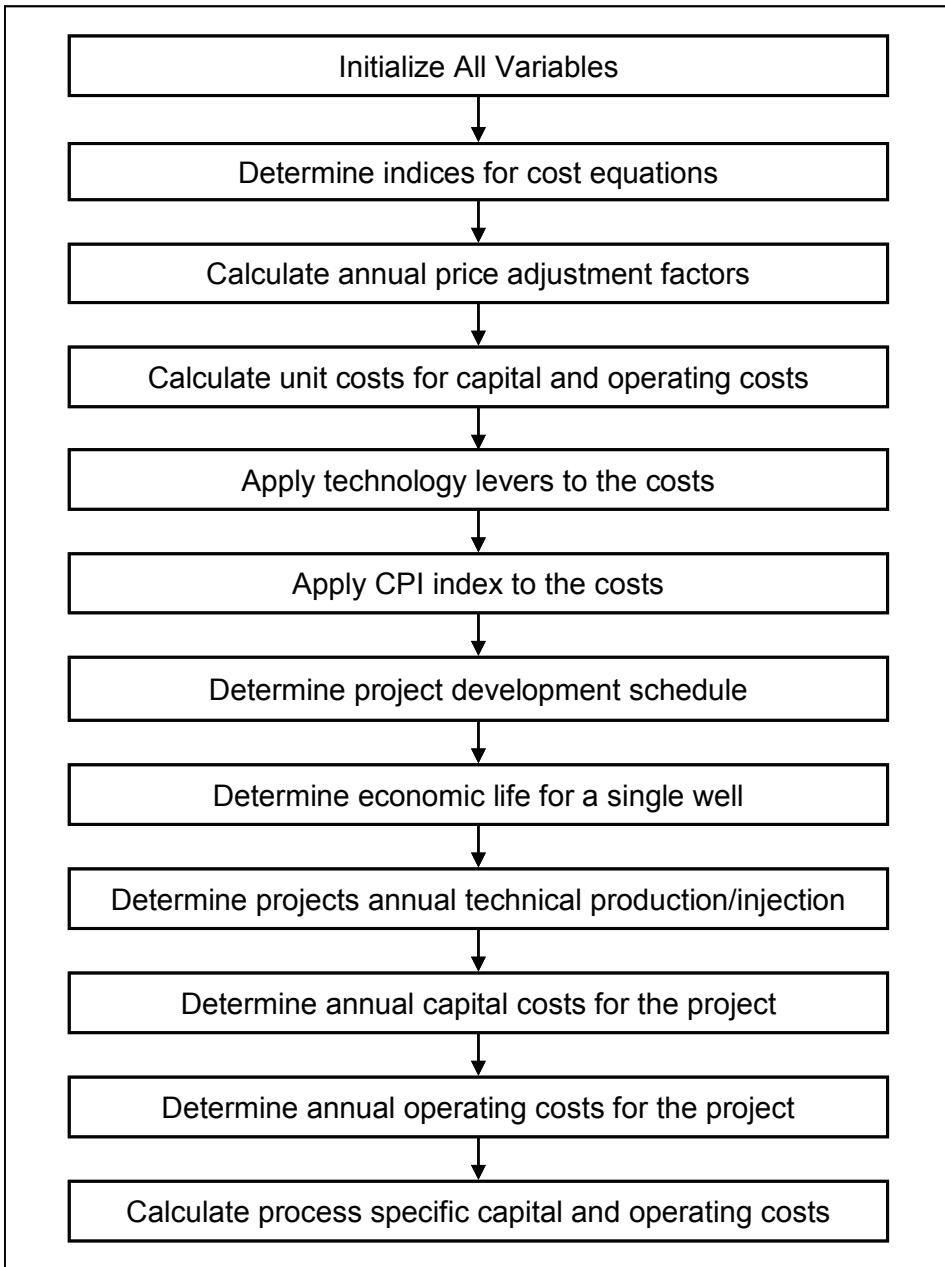 Initialize All Variables
Determine indices for cost equations
Calculate annual price adjustment factors
Calculate unit costs for capital and operating costs
Apply technology levers to the costs
Apply CPI index to the costs
Determine project development schedule
Determine economic life for a single well
Determine projects annual technical production/injection
Determine annual capital costs for the project
Determine annual operating costs for the project
Calculate process specific capital and operating costs